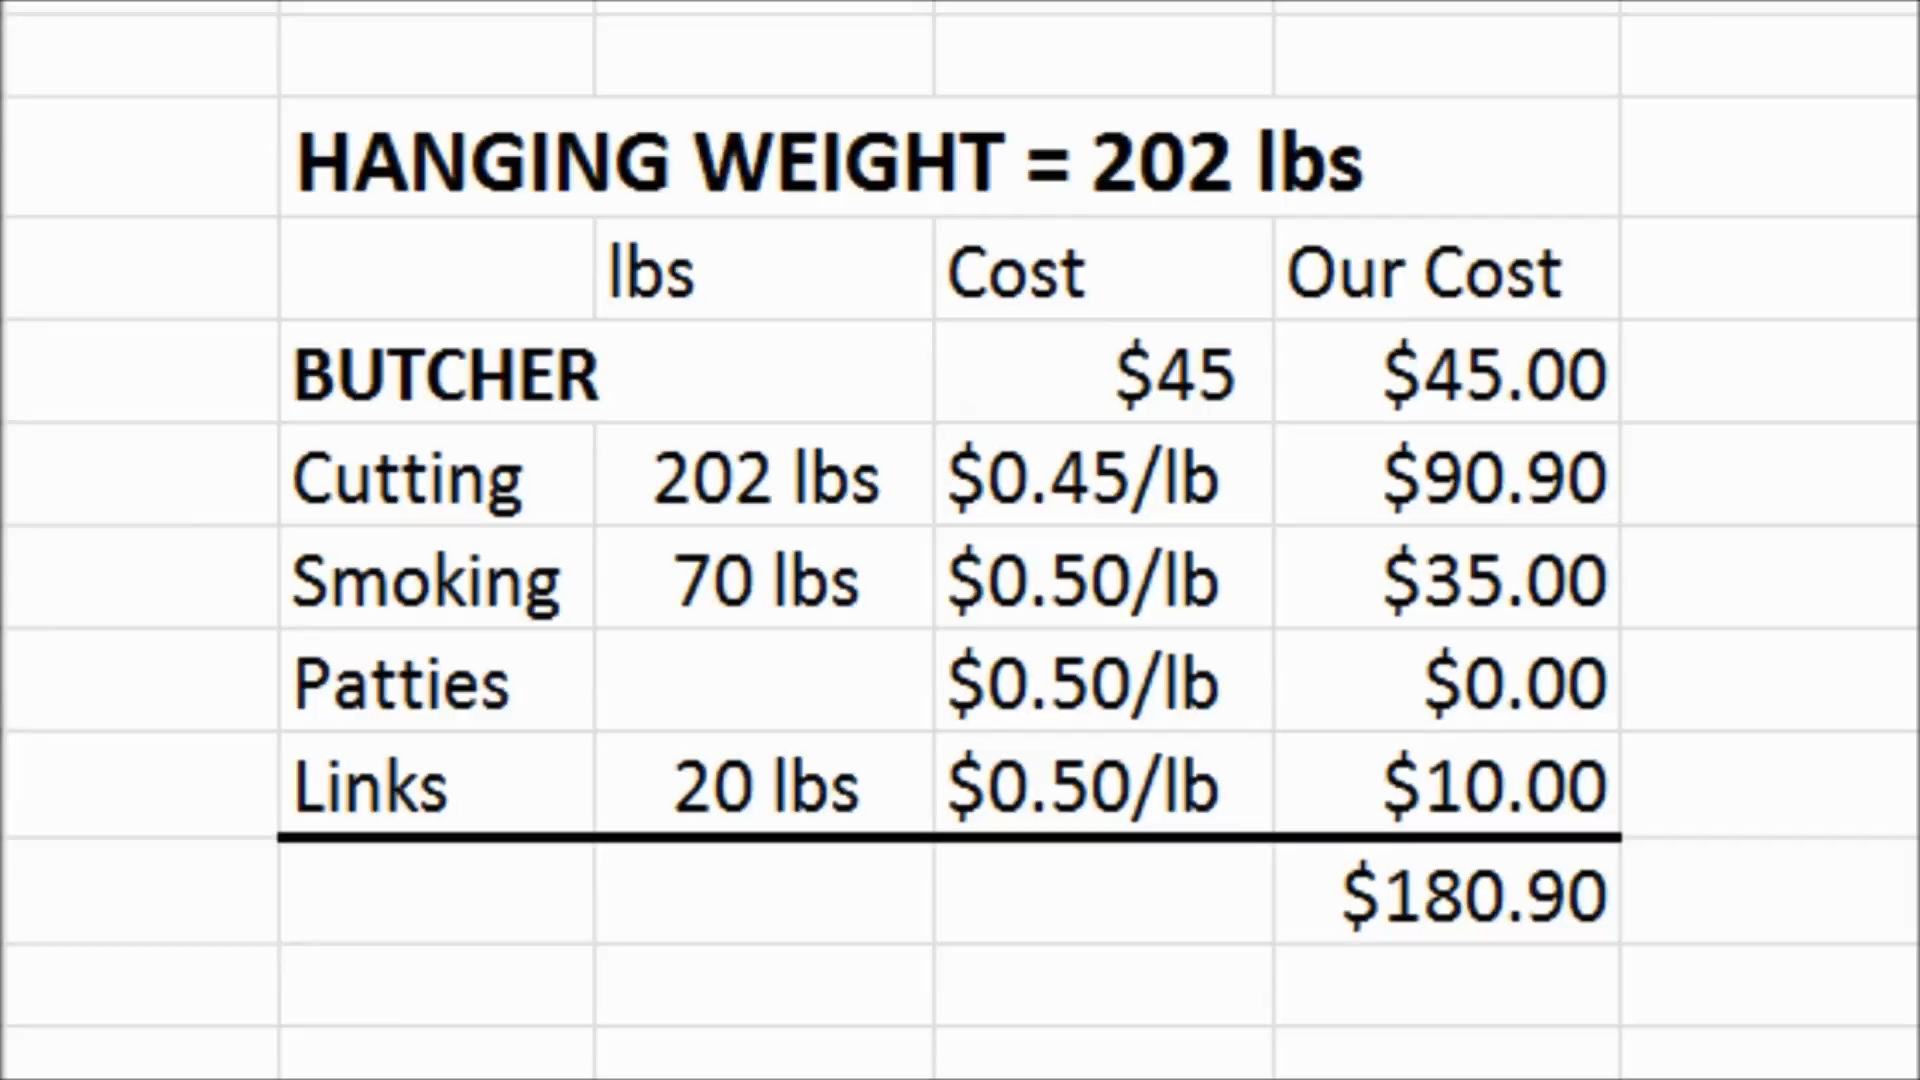 HANGING WEIGHT = 202 lbs
lbs Cost Our Cost
BUTCHER $45 $45.00
Cutting 202 lbs $0.45/lb $90.90
Smoking 70 lbs $0.50/lb $35.00
Patties $0.50/lb $0.00
Links 20 lbs $0.50/lb $10.00
$180.90